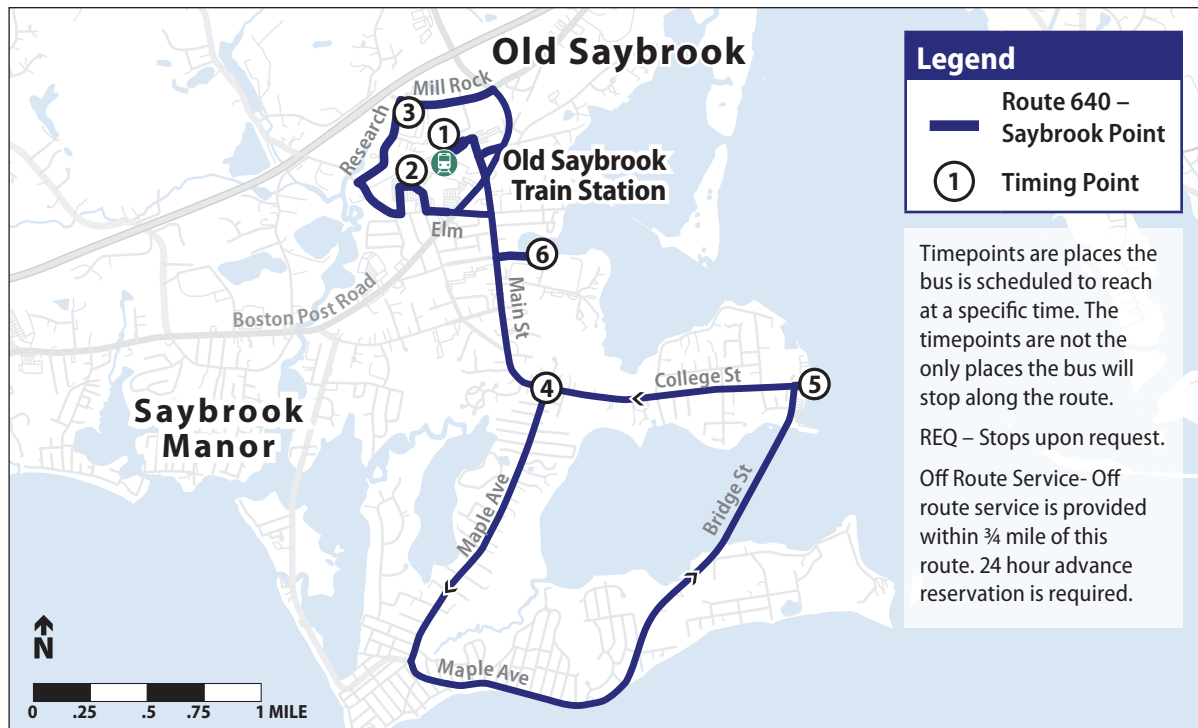 Old Saybrook
Mill Rock
Research
3
1
2
Old Saybrook
Train Station
Elm
6
Main St
Boston Post Road
4
College St
5
Saybrook
Manor
Maple Ave
Bridge St
Maple Ave
N
0 .25 .5 .75 1 MILE
Legend
Route 640 –
Saybrook Point
1 Timing Point
Timepoints are places the
bus is scheduled to reach
at a specific time. The
timepoints are not the
only places the bus will
stop along the route.
REQ – Stops upon request.
Off Route Service- Off
route service is provided
within ¾ mile of this
route. 24 hour advance
reservation is required.